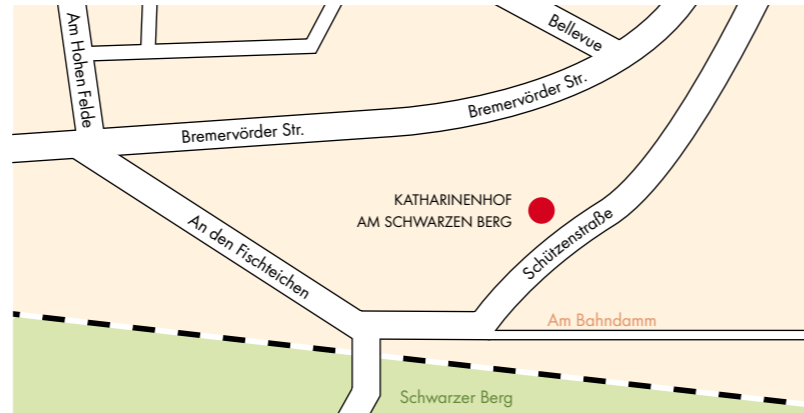 Am Hohen Felde
Bellevue
Bremervörder Str.
Bremervörder Str.
KATHARINENHOF
AM SCHWARZEN BERG
An den Fischteichen
Schützenstraße
Am Bahndamm
Schwarzer Berg